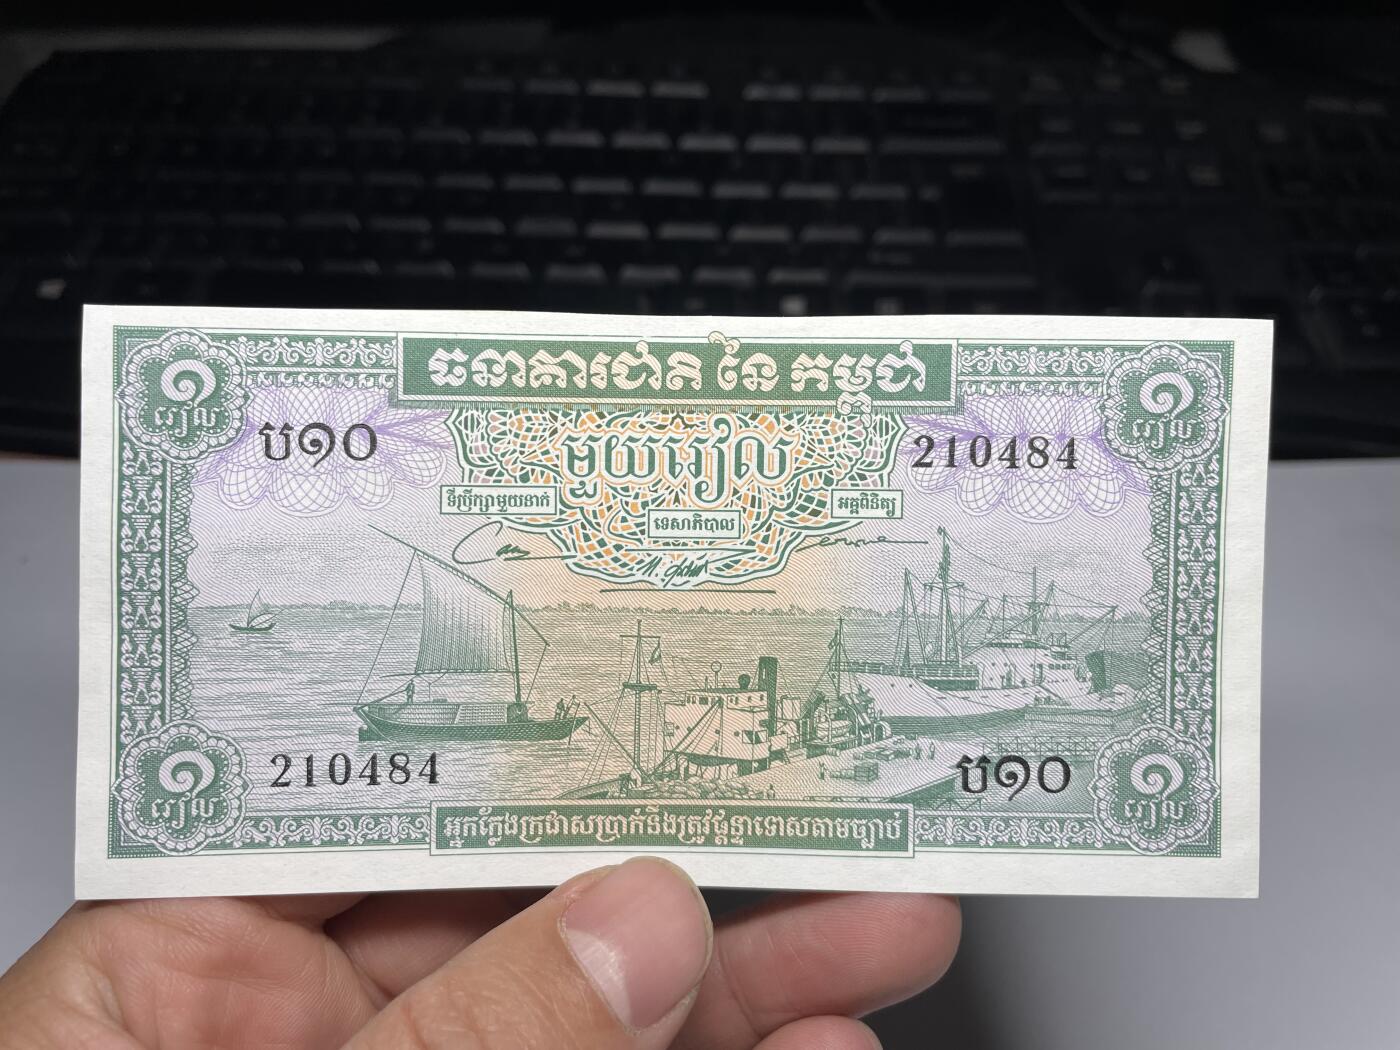 ធនាគារជាតិ នៃ កម្ពុជា
១
រៀល
១
រៀល
ប១០
មួយរៀល
210484
ទីប្រឹក្សាមួយនាក់
ទេសាភិបាល
អគ្គពិនិត្យ
210484
ប១០
១
រៀល
១
រៀល
អ្នកក្លែងក្រដាសប្រាក់នឹងត្រូវផ្តន្ទាទោសតាមច្បាប់